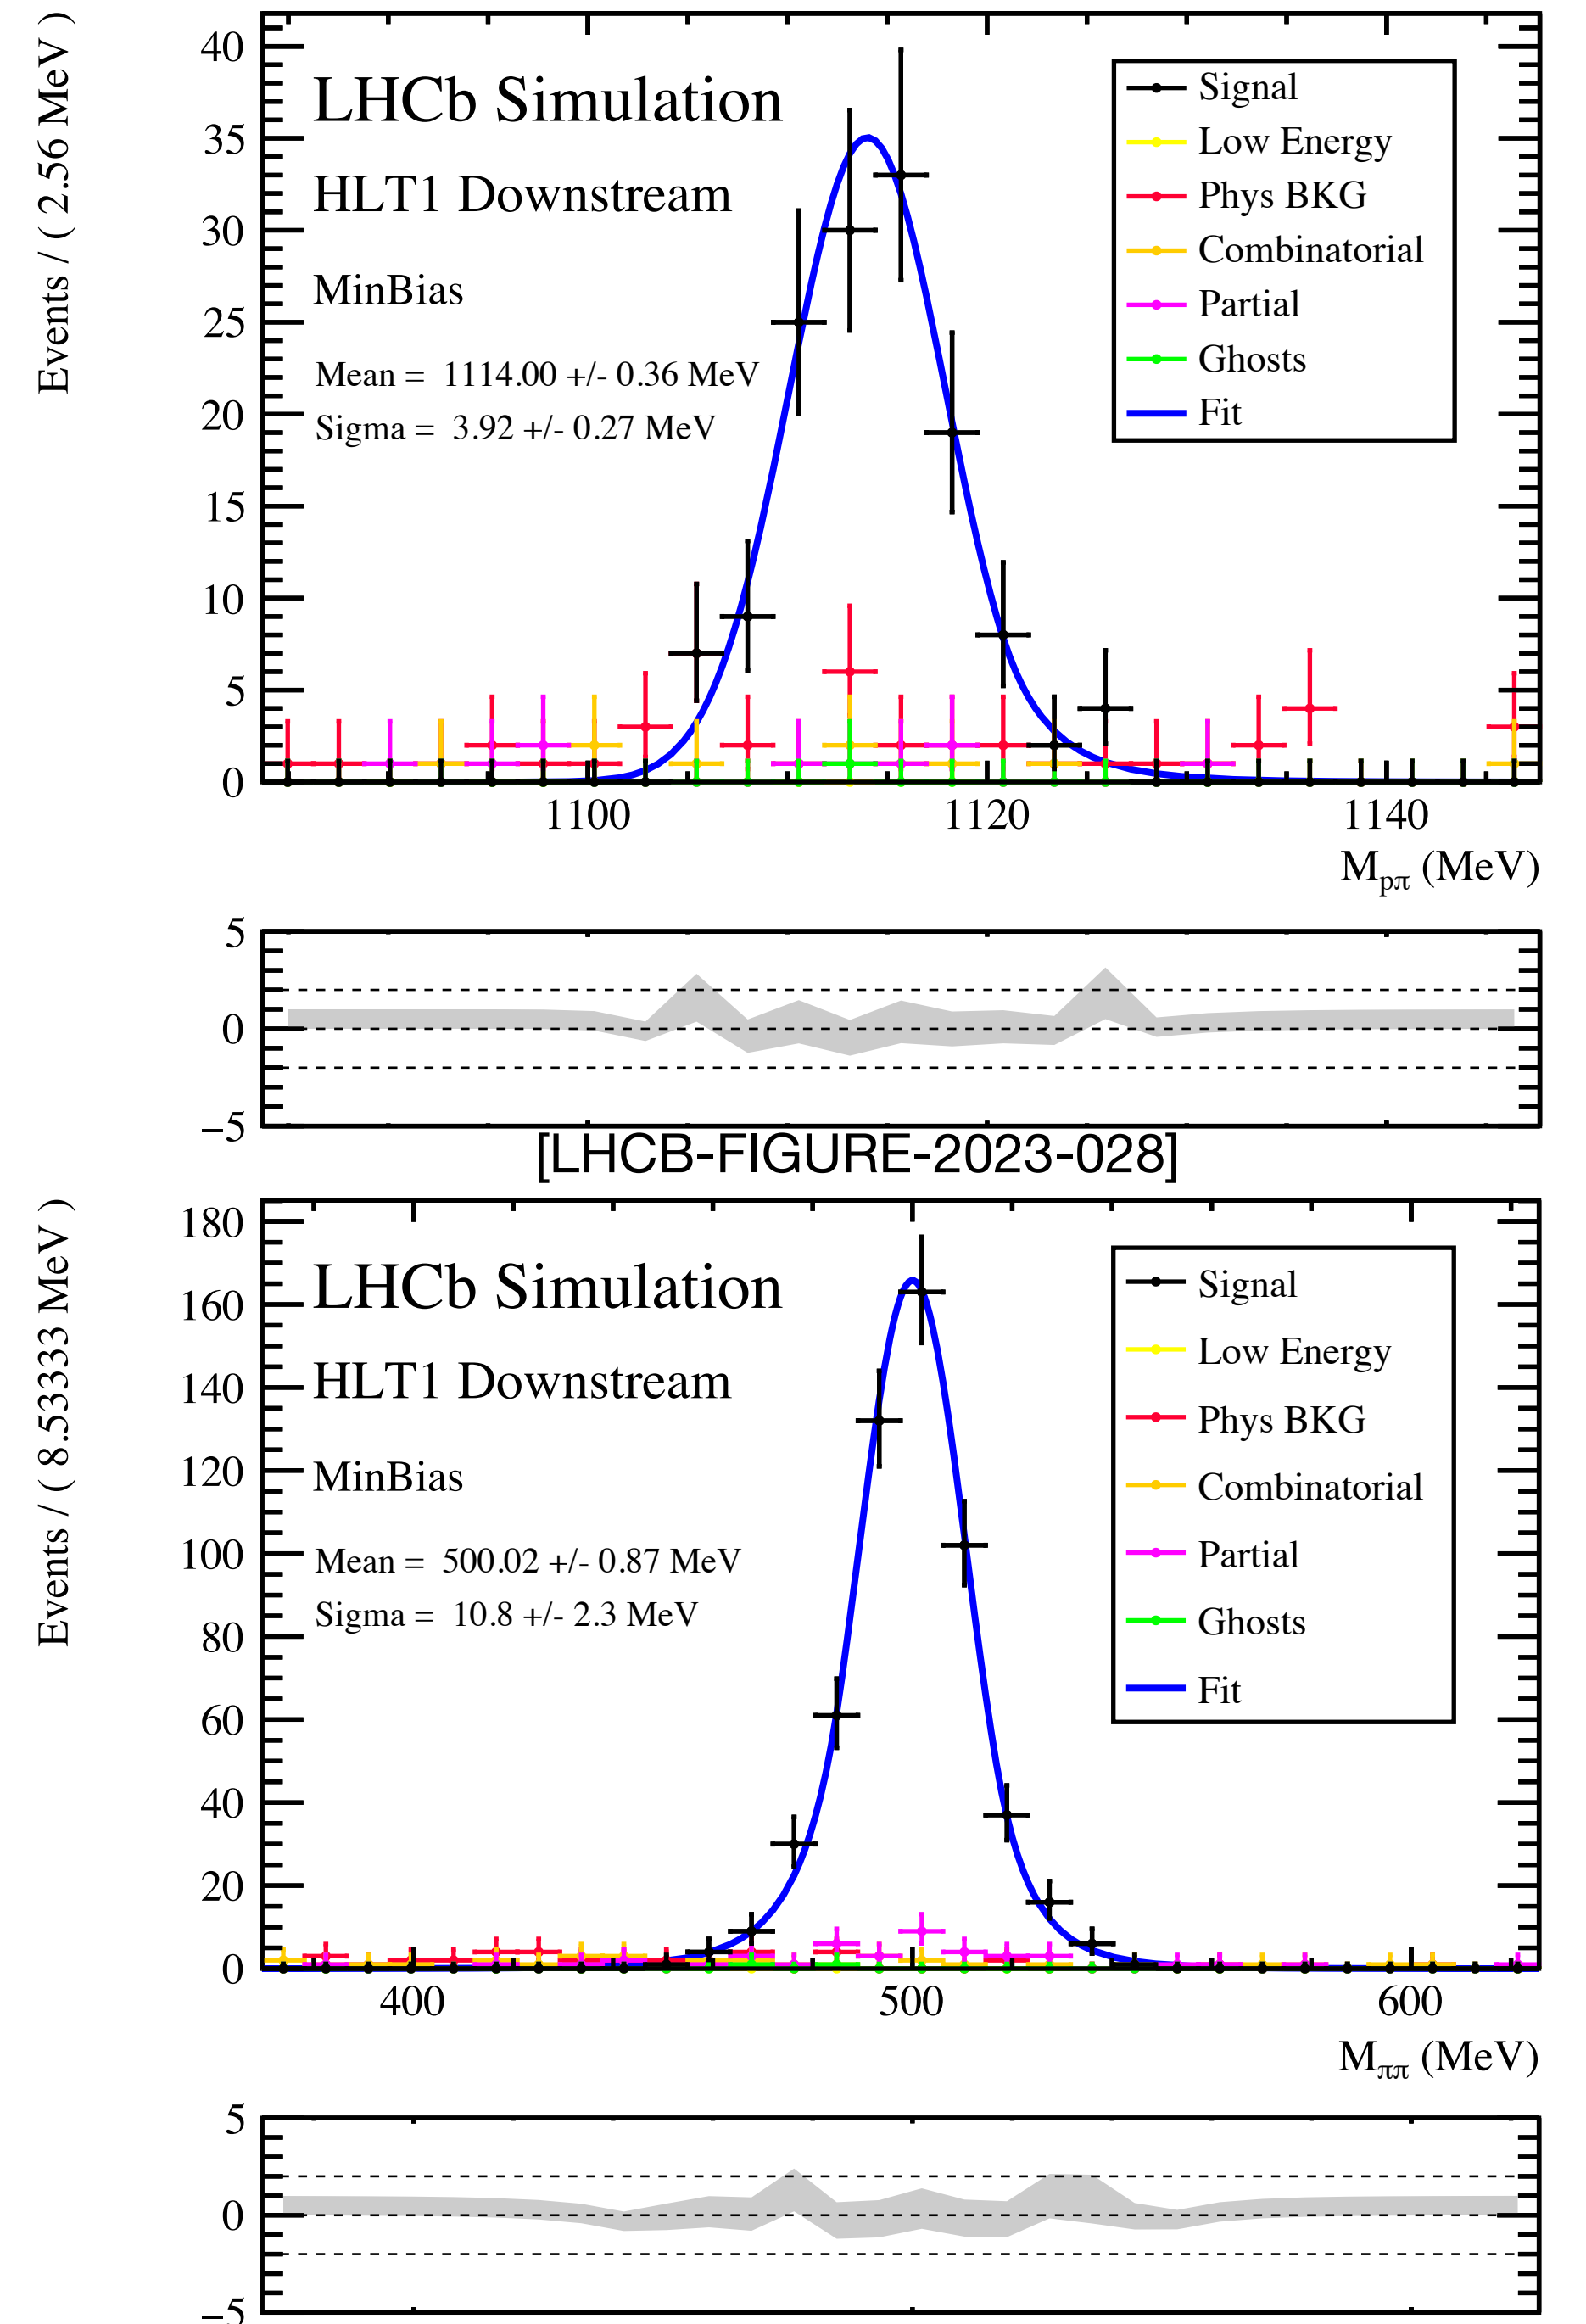 Events / ( 2.56 MeV )
40
35
30
25
20
15
10
5
0
LHCb Simulation
HLT1 Downstream
MinBias
Mean = 1114.00 +/- 0.36 MeV
Sigma = 3.92 +/- 0.27 MeV
Signal
Low Energy
Phys BKG
Combinatorial
Partial
Ghosts
Fit
1100 1120 1140
M_{pπ} (MeV)
5
0
−5
[LHCB-FIGURE-2023-028]
Events / ( 8.53333 MeV )
180
160
140
120
100
80
60
40
20
0
LHCb Simulation
HLT1 Downstream
MinBias
Mean = 500.02 +/- 0.87 MeV
Sigma = 10.8 +/- 2.3 MeV
Signal
Low Energy
Phys BKG
Combinatorial
Partial
Ghosts
Fit
400 500 600
M_{ππ} (MeV)
5
0
−5